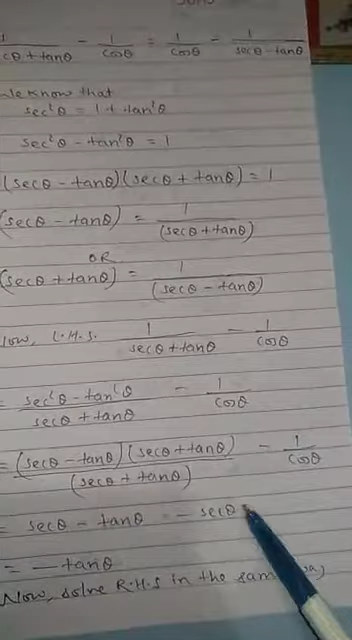 1/(cθ + tanθ) - 1/cosθ = 1/cosθ - 1/(secθ - tanθ)
We know that
sec²θ = 1 + tan²θ
sec²θ - tan²θ = 1
(secθ - tanθ)(secθ + tanθ) = 1
(secθ - tanθ) = 1/(secθ + tanθ)
OR
(secθ + tanθ) = 1/(secθ - tanθ)
Now, L.H.S. 1/(secθ + tanθ) - 1/cosθ
= (sec²θ - tan²θ)/(secθ + tanθ) - 1/cosθ
= (secθ - tanθ)(secθ + tanθ)/(secθ + tanθ) - 1/cosθ
= secθ - tanθ - secθ
= - tanθ
Now, solve R.H.S in the same